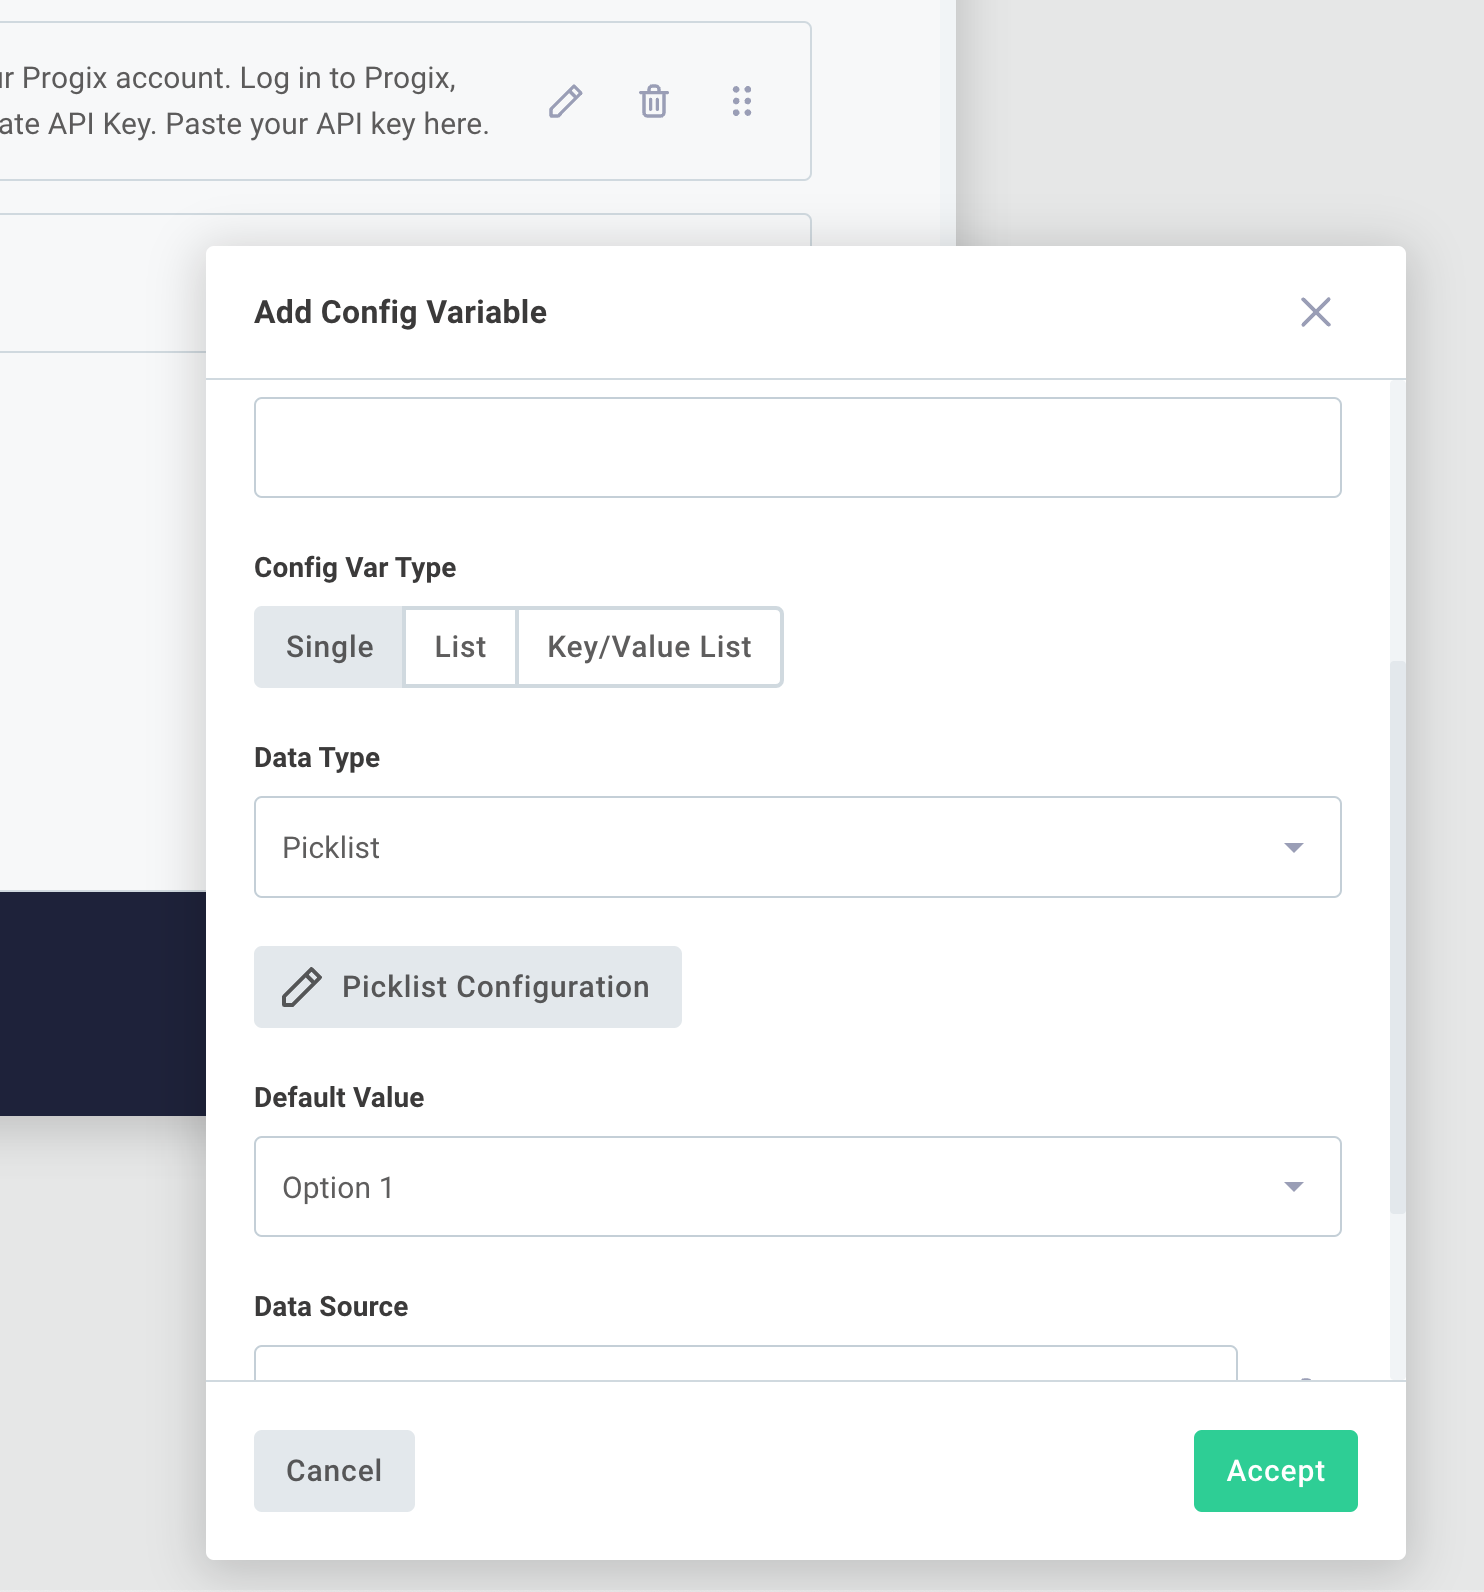 Progix account. Log in to Progix,
API Key. Paste your API key here.
Add Config Variable
Config Var Type
Single
List
Key/Value List
Data Type
Picklist
Picklist Configuration
Default Value
Option 1
Data Source
Cancel
Accept